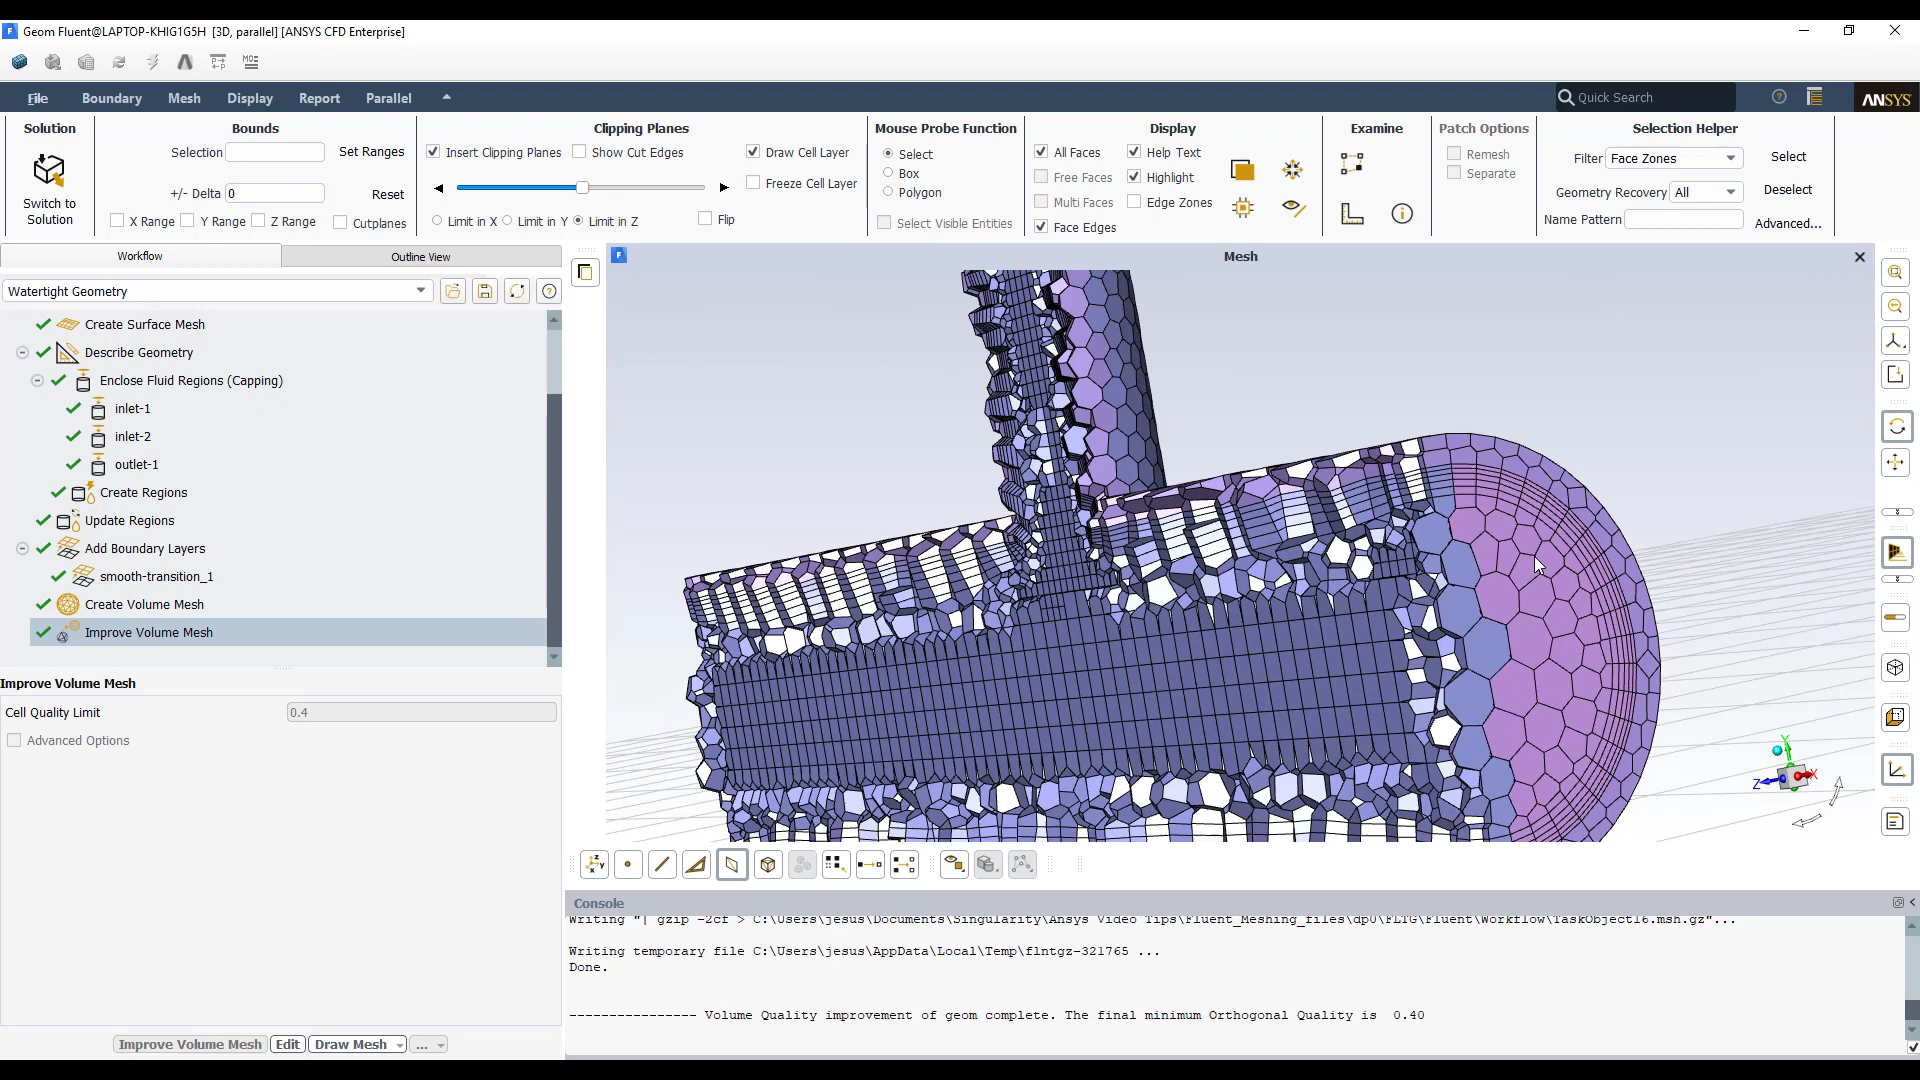 Geom Fluent@LAPTOP-KHIG1G5H [3D, parallel] [ANSYS CFD Enterprise]
File Boundary Mesh Display Report Parallel Quick Search ANSYS
Solution Bounds Clipping Planes Mouse Probe Function Display Examine Patch Options Selection Helper
Switch to Solution
Selection Set Ranges
+/- Delta 0 Reset
X Range Y Range Z Range Cutplanes
Insert Clipping Planes Show Cut Edges Draw Cell Layer
Freeze Cell Layer
Limit in X Limit in Y Limit in Z Flip
Select
Box
Polygon
Select Visible Entities
All Faces Help Text
Free Faces Highlight
Multi Faces Edge Zones
Face Edges
Remesh
Separate
Filter Face Zones Select
Geometry Recovery All Deselect
Name Pattern Advanced...
Workflow Outline View
Watertight Geometry
Create Surface Mesh
Describe Geometry
Enclose Fluid Regions (Capping)
inlet-1
inlet-2
outlet-1
Create Regions
Update Regions
Add Boundary Layers
smooth-transition_1
Create Volume Mesh
Improve Volume Mesh
Improve Volume Mesh
Cell Quality Limit 0.4
Advanced Options
Improve Volume Mesh Edit Draw Mesh ...
Mesh
Y
Z X
Console
Writing "| gzip -2cf > C:\Users\jesus\Documents\Singularity\Ansys Video Tips\Fluent_Meshing_files\dp0\FLTG\Fluent\Workflow\TaskObject16.msh.gz"...
Writing temporary file C:\Users\jesus\AppData\Local\Temp\flntgz-321765 ...
Done.
---------------- Volume Quality improvement of geom complete. The final minimum Orthogonal Quality is 0.40